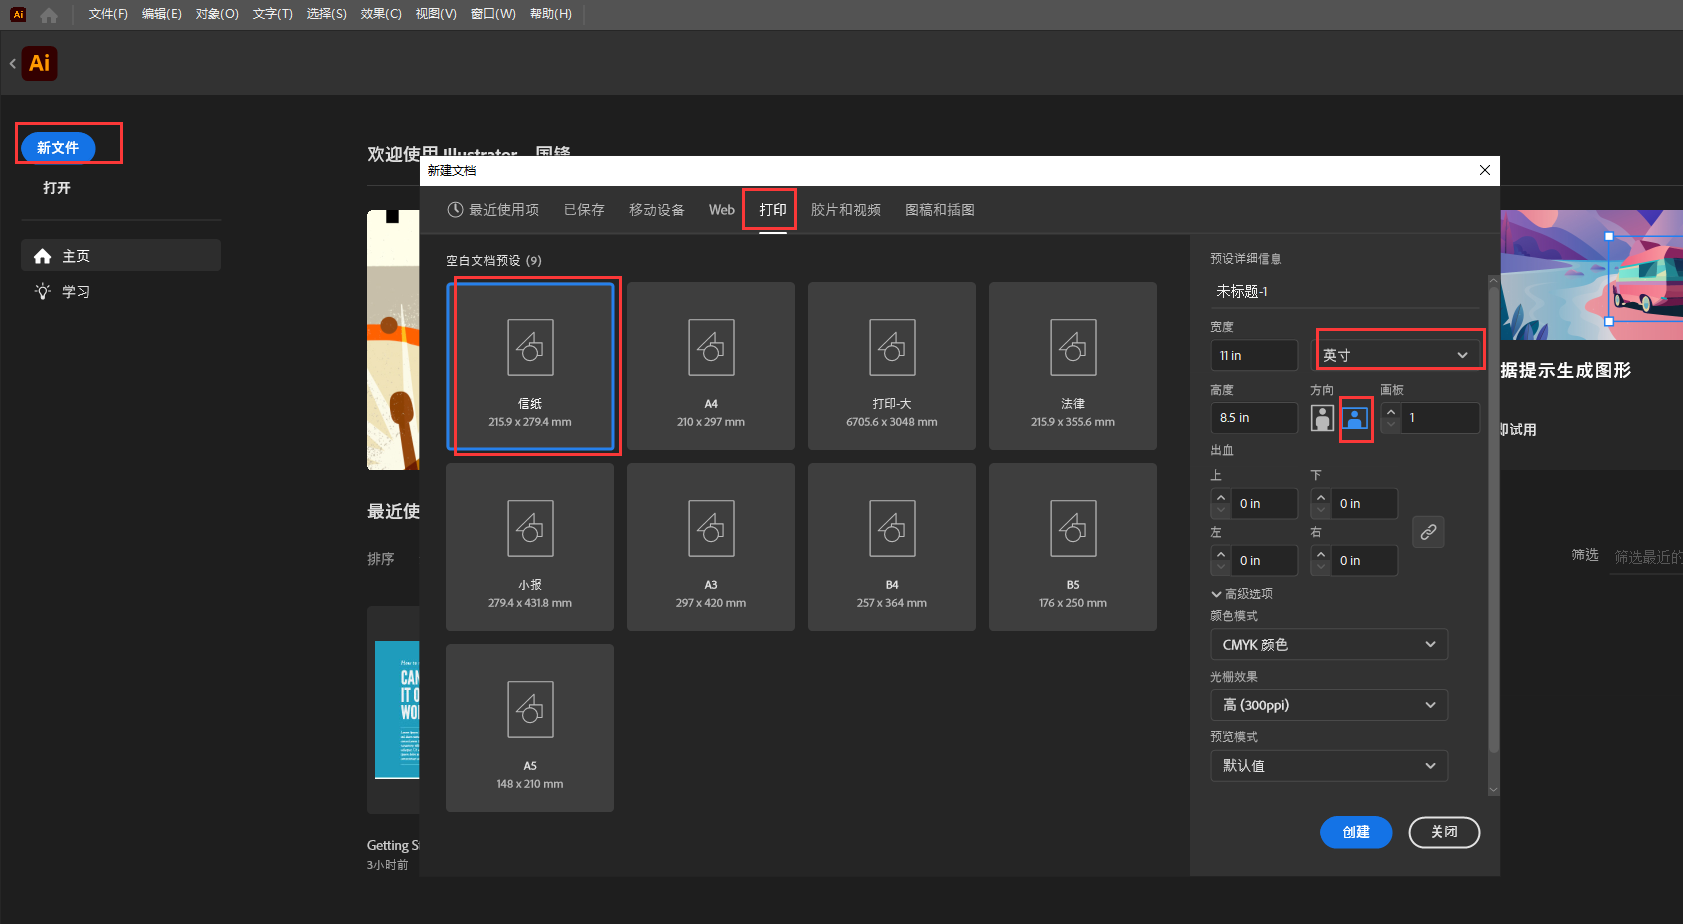 Ai
文件(F) 编辑(E) 对象(O) 文字(T) 选择(S) 效果(C) 视图(V) 窗口(W) 帮助(H)
Ai
新文件
打开
主页
学习
欢迎使用 Illustrator
新建文档
最近使用项 已保存 移动设备 Web 打印 胶片和视频 图稿和插图
空白文档预设 (9)
信纸
215.9 x 279.4 mm
A4
210 x 297 mm
打印-大
6705.6 x 3048 mm
法律
215.9 x 355.6 mm
小报
279.4 x 431.8 mm
A3
297 x 420 mm
B4
257 x 364 mm
B5
176 x 250 mm
A5
148 x 210 mm
预设详细信息
未标题-1
宽度
11 in 英寸
高度 方向 画板
8.5 in 1
出血
上 下
0 in 0 in
左 右
0 in 0 in
高级选项
颜色模式
CMYK 颜色
光栅效果
高 (300ppi)
预览模式
默认值
创建 关闭
据提示生成图形
即试用
最近使
排序
筛选 筛选最近的
How to
CAN
IT O
WO
Getting S
3小时前